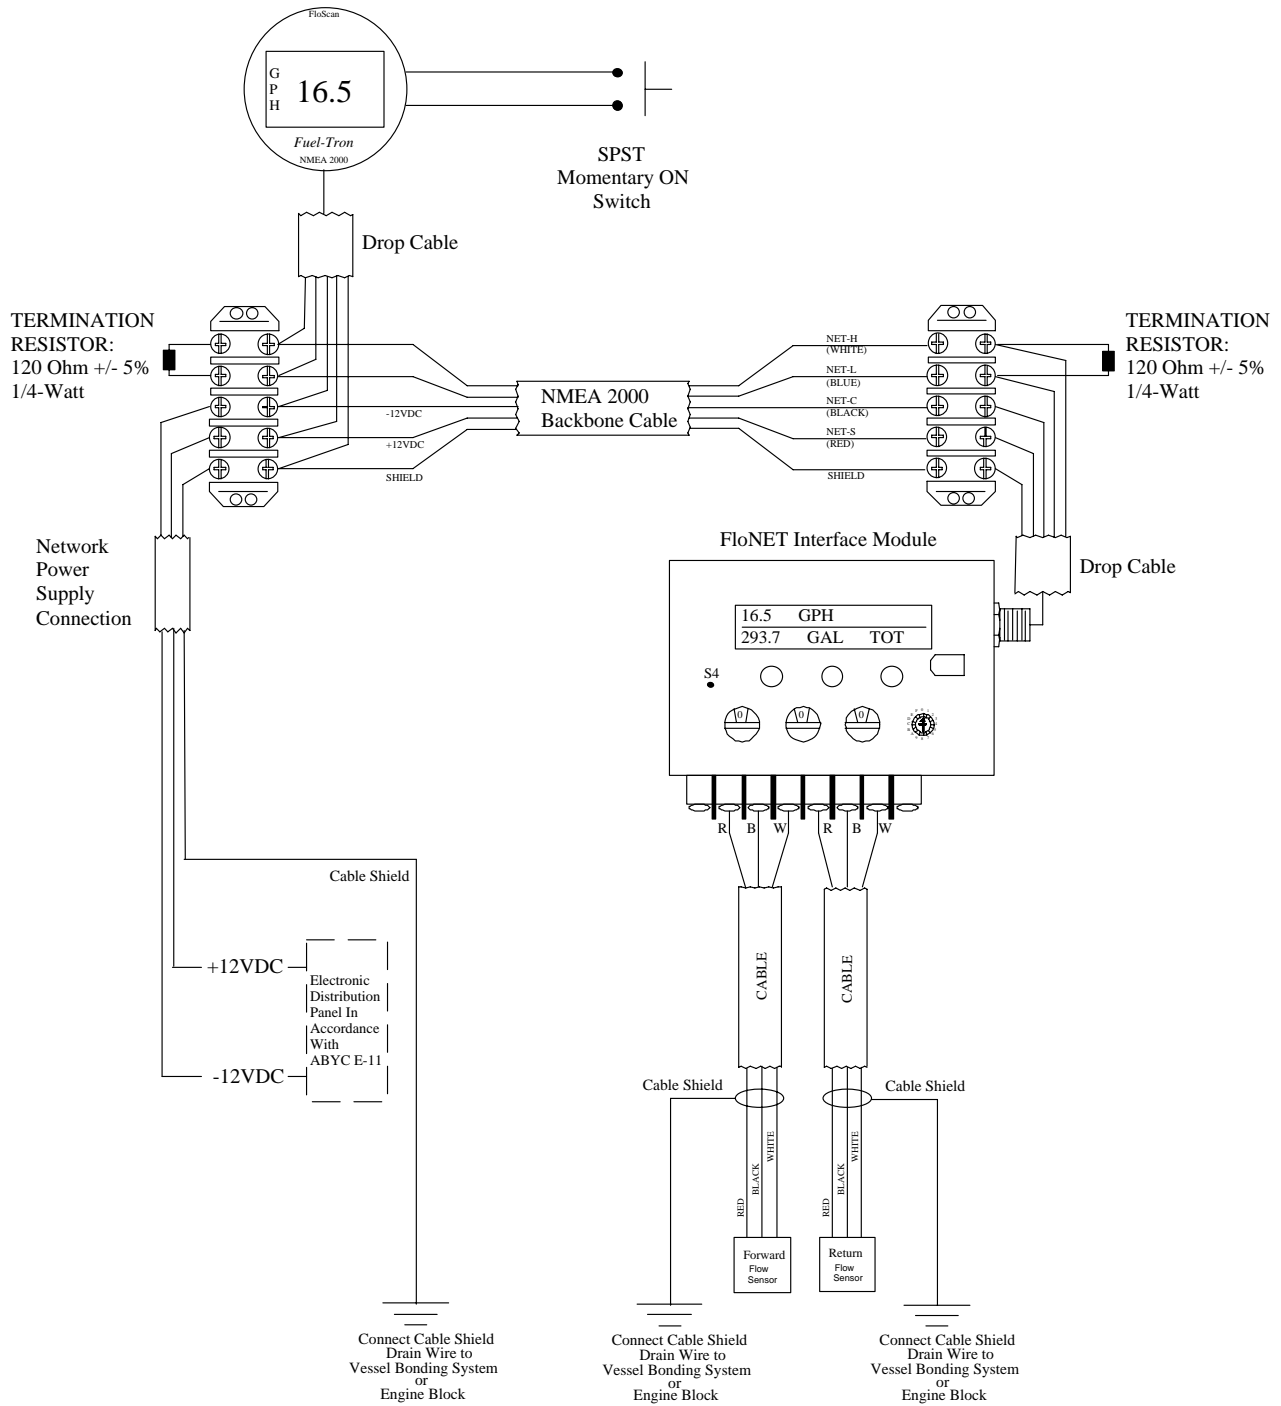 FloScan
G
P
H
16.5
Fuel-Tron
NMEA 2000
SPST
Momentary ON
Switch
Drop Cable
TERMINATION
RESISTOR:
120 Ohm +/- 5%
1/4-Watt
-12VDC
+12VDC
SHIELD
NMEA 2000
Backbone Cable
NET-H
(WHITE)
NET-L
(BLUE)
NET-C
(BLACK)
NET-S
(RED)
SHIELD
TERMINATION
RESISTOR:
120 Ohm +/- 5%
1/4-Watt
Network
Power
Supply
Connection
FloNET Interface Module
Drop Cable
16.5 GPH
293.7 GAL TOT
S4
0 0 0
R B W R B W
Cable Shield
CABLE
CABLE
+12VDC
-12VDC
Electronic
Distribution
Panel In
Accordance
With
ABYC E-11
Cable Shield
Cable Shield
RED
BLACK
WHITE
RED
BLACK
WHITE
Forward
Flow
Sensor
Return
Flow
Sensor
Connect Cable Shield
Drain Wire to
Vessel Bonding System
or
Engine Block
Connect Cable Shield
Drain Wire to
Vessel Bonding System
or
Engine Block
Connect Cable Shield
Drain Wire to
Vessel Bonding System
or
Engine Block